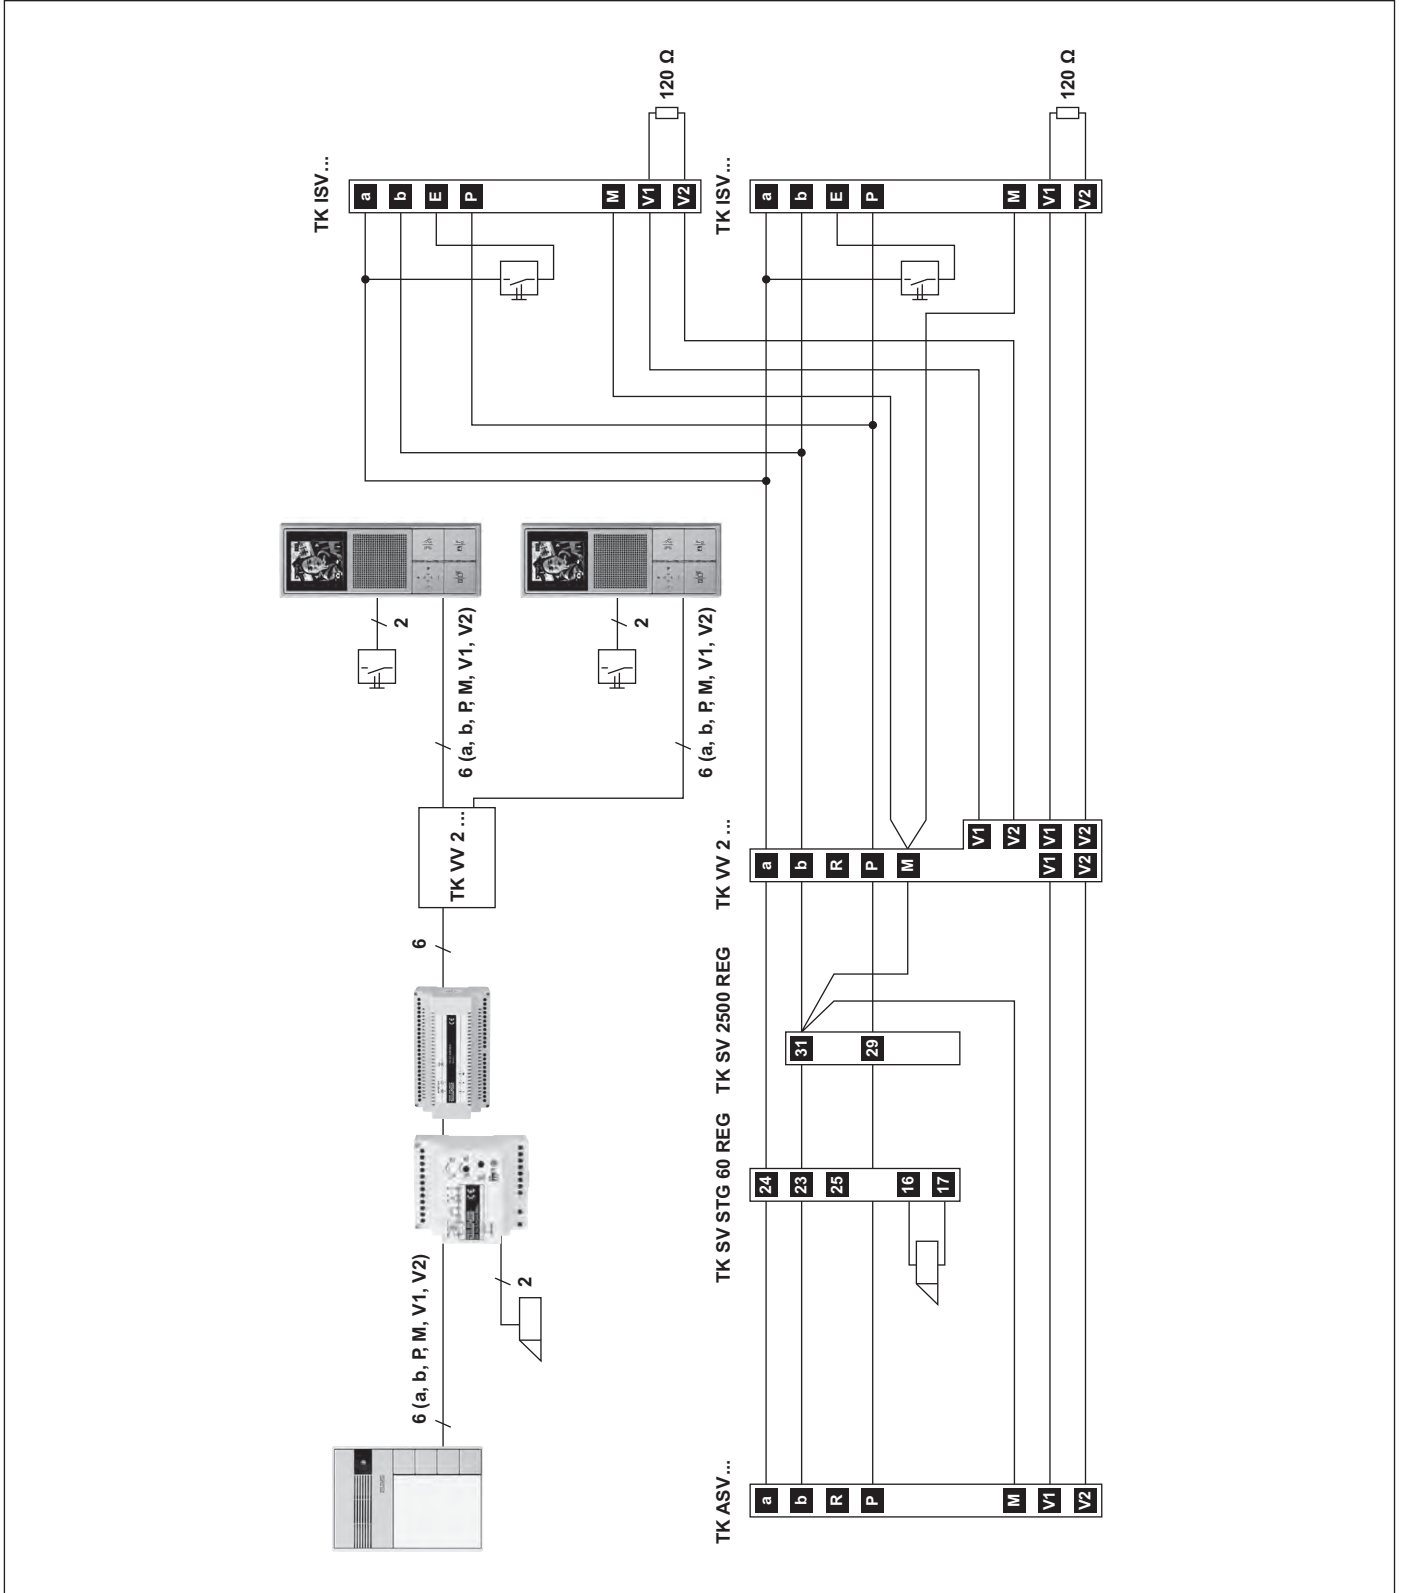 6 (a, b, P, M, V1, V2)
2
6
TK VV 2 ...
6 (a, b, P, M, V1, V2)
2
6 (a, b, P, M, V1, V2)
2
TK ISV...
a
b
E
P
M
V1
V2
120 Ω
TK ASV...
a
b
R
P
M
V1
V2
TK SV STG 60 REG
24
23
25
16
17
TK SV 2500 REG
31
29
TK VV 2 ...
a
b
R
P
M
V1
V2
V1 V1
V2 V2
TK ISV...
a
b
E
P
M
V1
V2
120 Ω